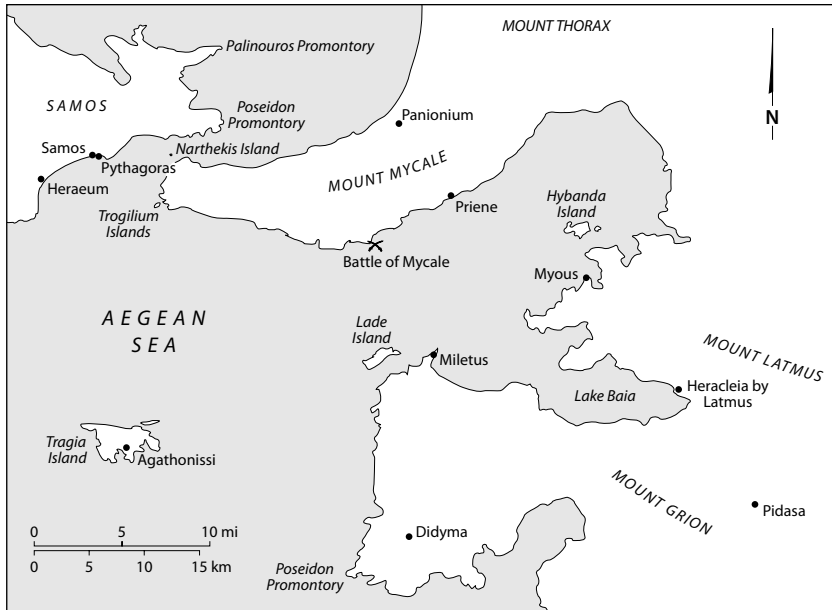 MOUNT THORAX
Palinouros Promontory
N
SAMOS
Poseidon
Promontory
Panionium
Samos
Pythagoras
Narthekis Island
Heraeum
MOUNT MYCALE
Trogilium
Islands
Priene
Hybanda
Island
Battle of Mycale
Myous
AEGEAN
SEA
Lade
Island
Miletus
MOUNT LATMUS
Lake Baia
Heracleia by
Latmus
Tragia
Island
Agathonissi
MOUNT GRION
Pidasa
0 5 10 mi
0 5 10 15 km
Didyma
Poseidon
Promontory